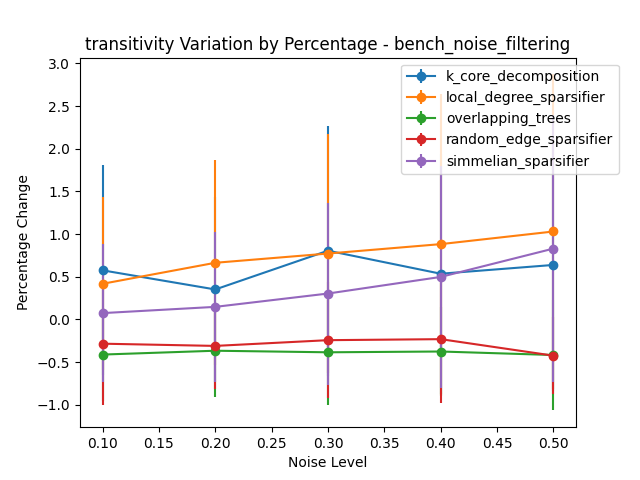 transitivity Variation by Percentage - bench_noise_filtering
3.0
2.5
2.0
1.5
1.0
0.5
0.0
−0.5
−1.0
Percentage Change
k_core_decomposition
local_degree_sparsifier
overlapping_trees
random_edge_sparsifier
simmelian_sparsifier
0.10 0.15 0.20 0.25 0.30 0.35 0.40 0.45 0.50
Noise Level